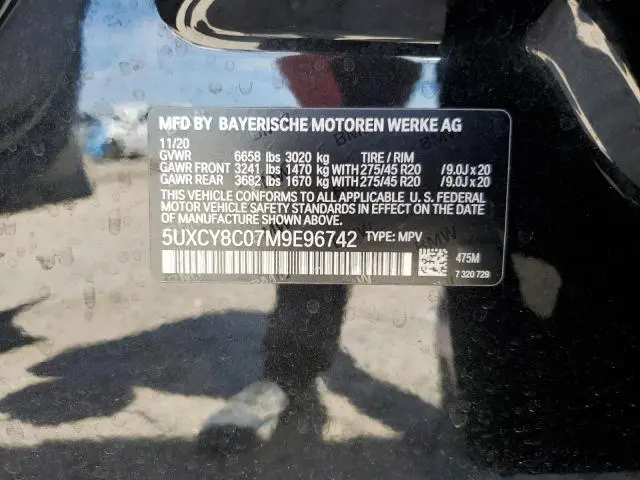 MFD BY BAYERISCHE MOTOREN WERKE AG
11/20
GVWR 6658 lbs 3020 kg TIRE / RIM
GAWR FRONT 3241 lbs 1470 kg WITH 275/45 R20 /9.0J x 20
GAWR REAR 3682 lbs 1670 kg WITH 275/45 R20 /9.0J x 20
THIS VEHICLE CONFORMS TO ALL APPLICABLE U. S. FEDERAL
MOTOR VEHICLE SAFETY STANDARDS IN EFFECT ON THE DATE OF
MANUFACTURE SHOWN ABOVE.
5UXCY8C07M9E96742 TYPE: MPV
475M
7 320 729